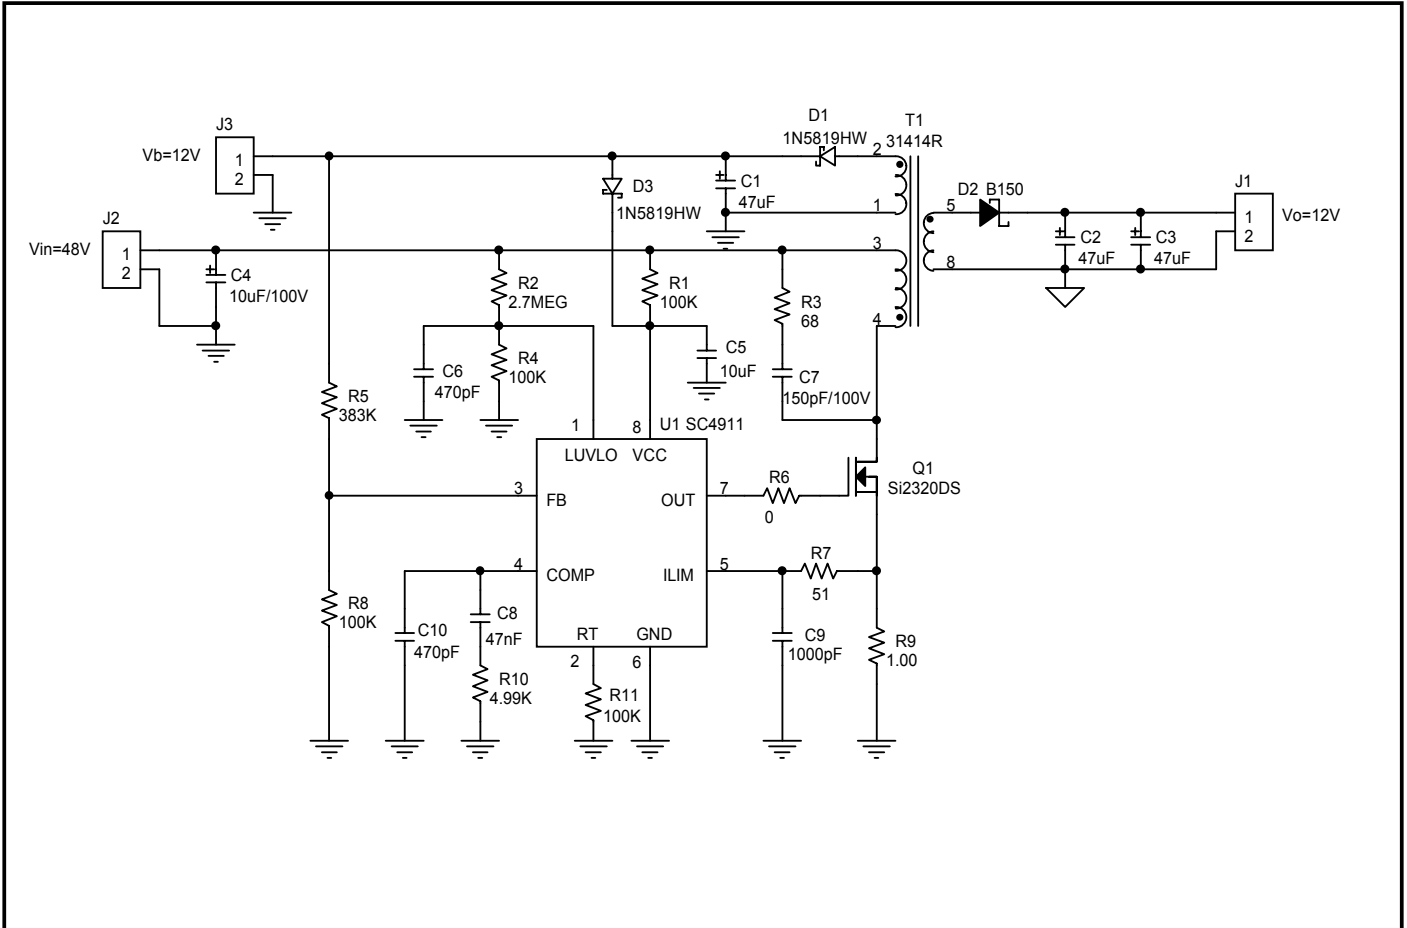 J3
Vb=12V
1
2
J2
Vin=48V
1
2
C4
10uF/100V
D1
1N5819HW
T1
31414R
2
1
3
4
D3
1N5819HW
C1
47uF
5
8
D2 B150
J1
1
2
Vo=12V
C2
47uF
C3
47uF
R2
2.7MEG
R1
100K
R3
68
C6
470pF
R4
100K
C5
10uF
C7
150pF/100V
R5
383K
1
8
U1 SC4911
LUVLO
VCC
3
FB
OUT
7
R6
0
Q1
Si2320DS
4
COMP
ILIM
5
R7
51
R8
100K
C10
470pF
C8
47nF
R10
4.99K
RT
GND
2
6
R11
100K
C9
1000pF
R9
1.00